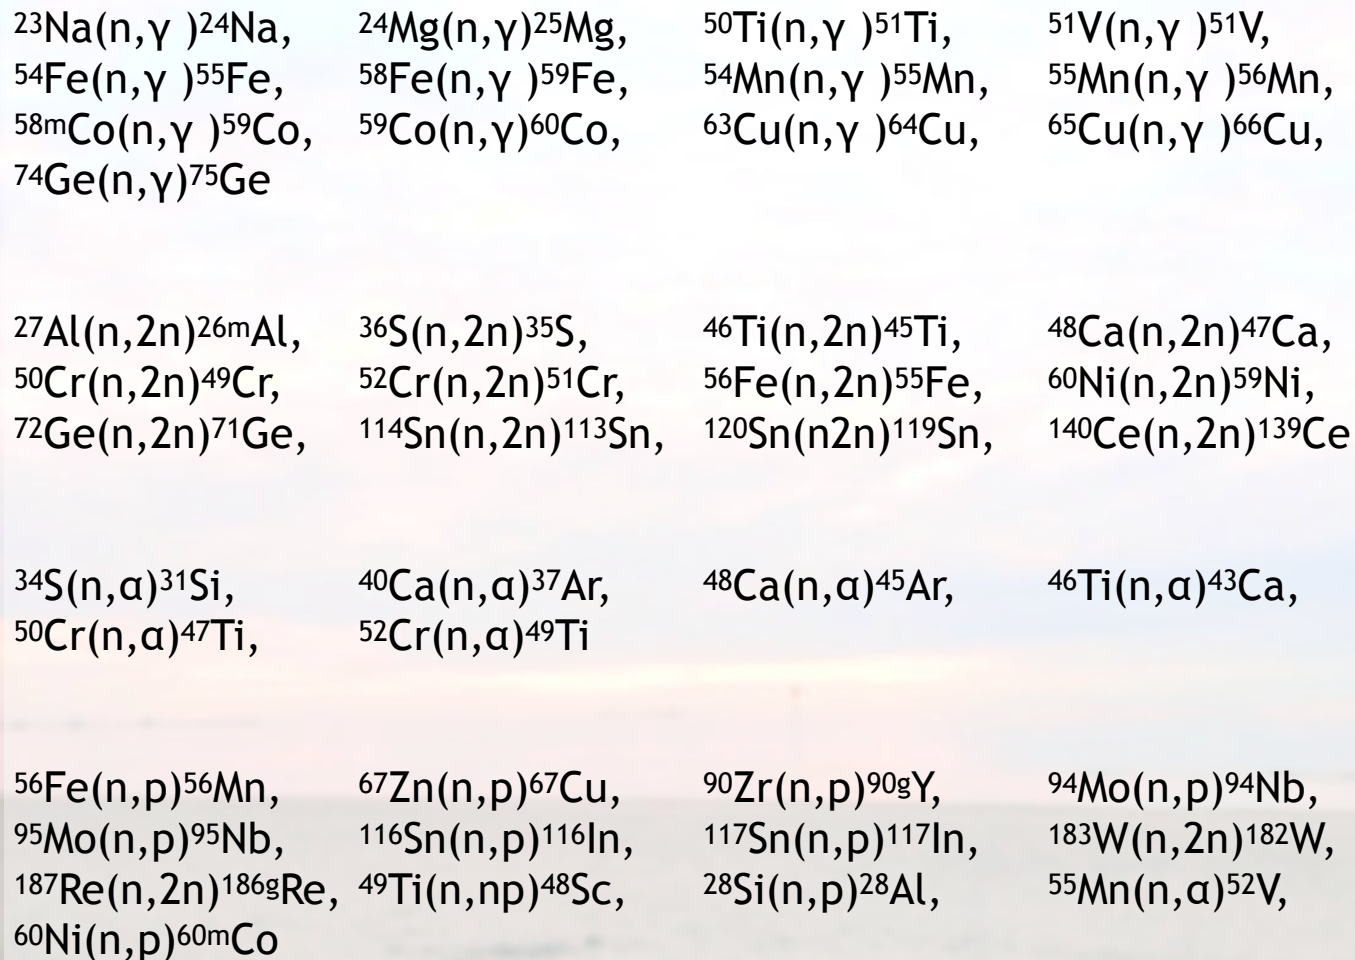 ²³Na(n,γ )²⁴Na, ²⁴Mg(n,γ)²⁵Mg, ⁵⁰Ti(n,γ )⁵¹Ti, ⁵¹V(n,γ )⁵¹V,
⁵⁴Fe(n,γ )⁵⁵Fe, ⁵⁸Fe(n,γ )⁵⁹Fe, ⁵⁴Mn(n,γ )⁵⁵Mn, ⁵⁵Mn(n,γ )⁵⁶Mn,
⁵⁸ᵐCo(n,γ )⁵⁹Co, ⁵⁹Co(n,γ)⁶⁰Co, ⁶³Cu(n,γ )⁶⁴Cu, ⁶⁵Cu(n,γ )⁶⁶Cu,
⁷⁴Ge(n,γ)⁷⁵Ge
²⁷Al(n,2n)²⁶ᵐAl, ³⁶S(n,2n)³⁵S, ⁴⁶Ti(n,2n)⁴⁵Ti, ⁴⁸Ca(n,2n)⁴⁷Ca,
⁵⁰Cr(n,2n)⁴⁹Cr, ⁵²Cr(n,2n)⁵¹Cr, ⁵⁶Fe(n,2n)⁵⁵Fe, ⁶⁰Ni(n,2n)⁵⁹Ni,
⁷²Ge(n,2n)⁷¹Ge, ¹¹⁴Sn(n,2n)¹¹³Sn, ¹²⁰Sn(n2n)¹¹⁹Sn, ¹⁴⁰Ce(n,2n)¹³⁹Ce
³⁴S(n,α)³¹Si, ⁴⁰Ca(n,α)³⁷Ar, ⁴⁸Ca(n,α)⁴⁵Ar, ⁴⁶Ti(n,α)⁴³Ca,
⁵⁰Cr(n,α)⁴⁷Ti, ⁵²Cr(n,α)⁴⁹Ti
⁵⁶Fe(n,p)⁵⁶Mn, ⁶⁷Zn(n,p)⁶⁷Cu, ⁹⁰Zr(n,p)⁹⁰ᵍY, ⁹⁴Mo(n,p)⁹⁴Nb,
⁹⁵Mo(n,p)⁹⁵Nb, ¹¹⁶Sn(n,p)¹¹⁶In, ¹¹⁷Sn(n,p)¹¹⁷In, ¹⁸³W(n,2n)¹⁸²W,
¹⁸⁷Re(n,2n)¹⁸⁶ᵍRe, ⁴⁹Ti(n,np)⁴⁸Sc, ²⁸Si(n,p)²⁸Al, ⁵⁵Mn(n,α)⁵²V,
⁶⁰Ni(n,p)⁶⁰ᵐCo